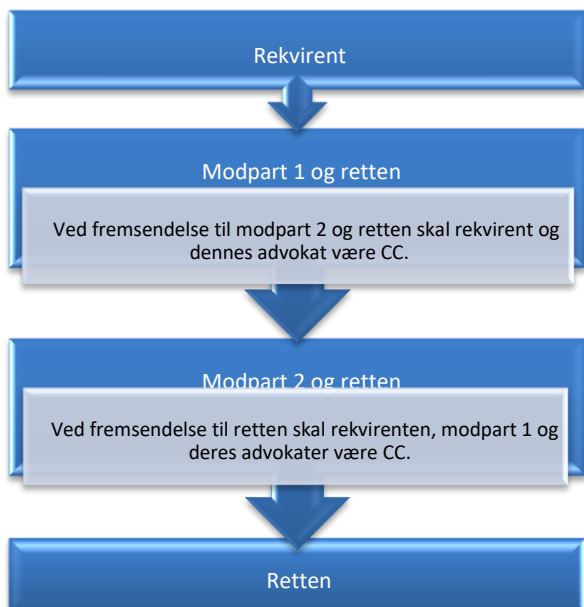 Rekvirent
Modpart 1 og retten
Ved fremsendelse til modpart 2 og retten skal rekvirent og
dennes advokat være CC.
Modpart 2 og retten
Ved fremsendelse til retten skal rekvirenten, modpart 1 og
deres advokater være CC.
Retten